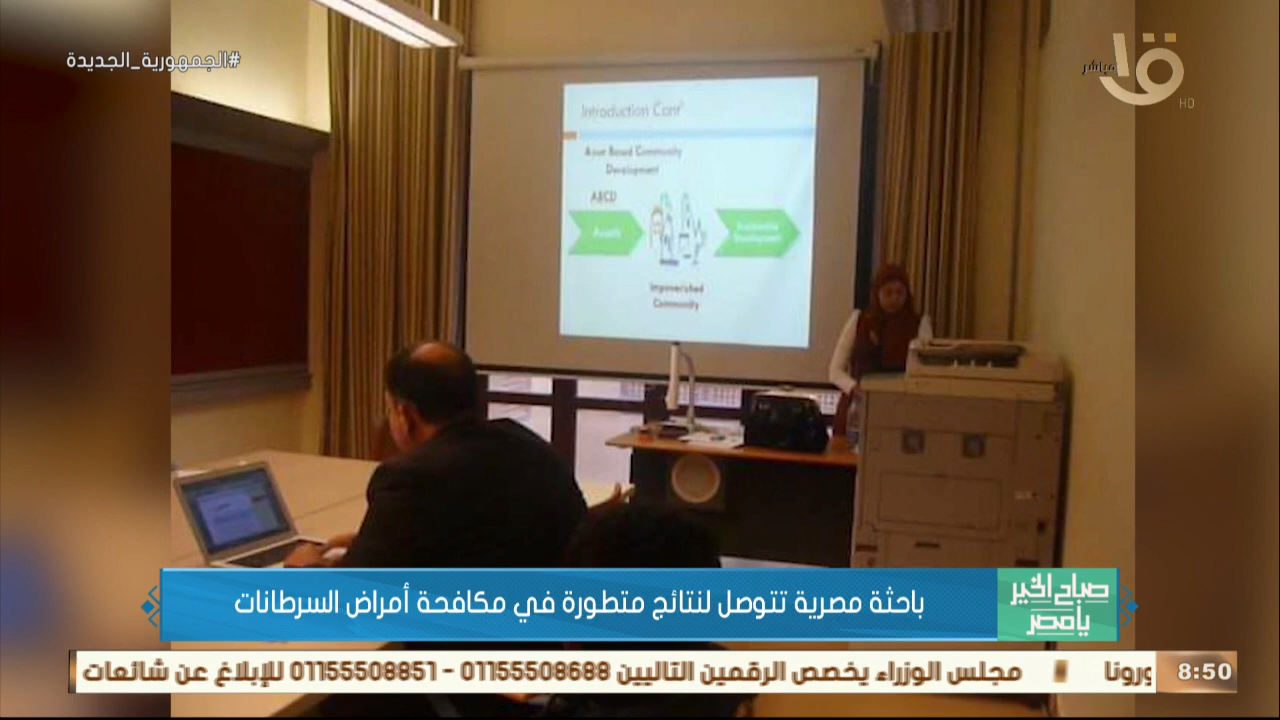 #الجمهورية_الجديدة
مباشر
HD
Introduction Cont'
Asset Based Community
Development
ABCD
Assets
Development
Impoverished
Community
باحثة مصرية تتوصل لنتائج متطورة في مكافحة أمراض السرطانات
صباح الخير
يا مصر
ورونا
مجلس الوزراء يخصص الرقمين التاليين 01155508688 - 01155508851 للإبلاغ عن شائعات
8:50